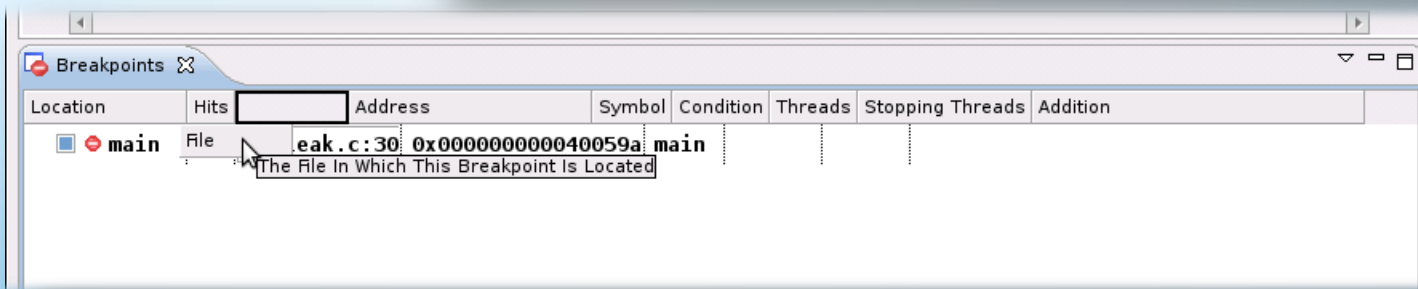 Breakpoints
Location Hits Address Symbol Condition Threads Stopping Threads Addition
main File eak.c:30 0x000000000040059a main
The File In Which This Breakpoint Is Located